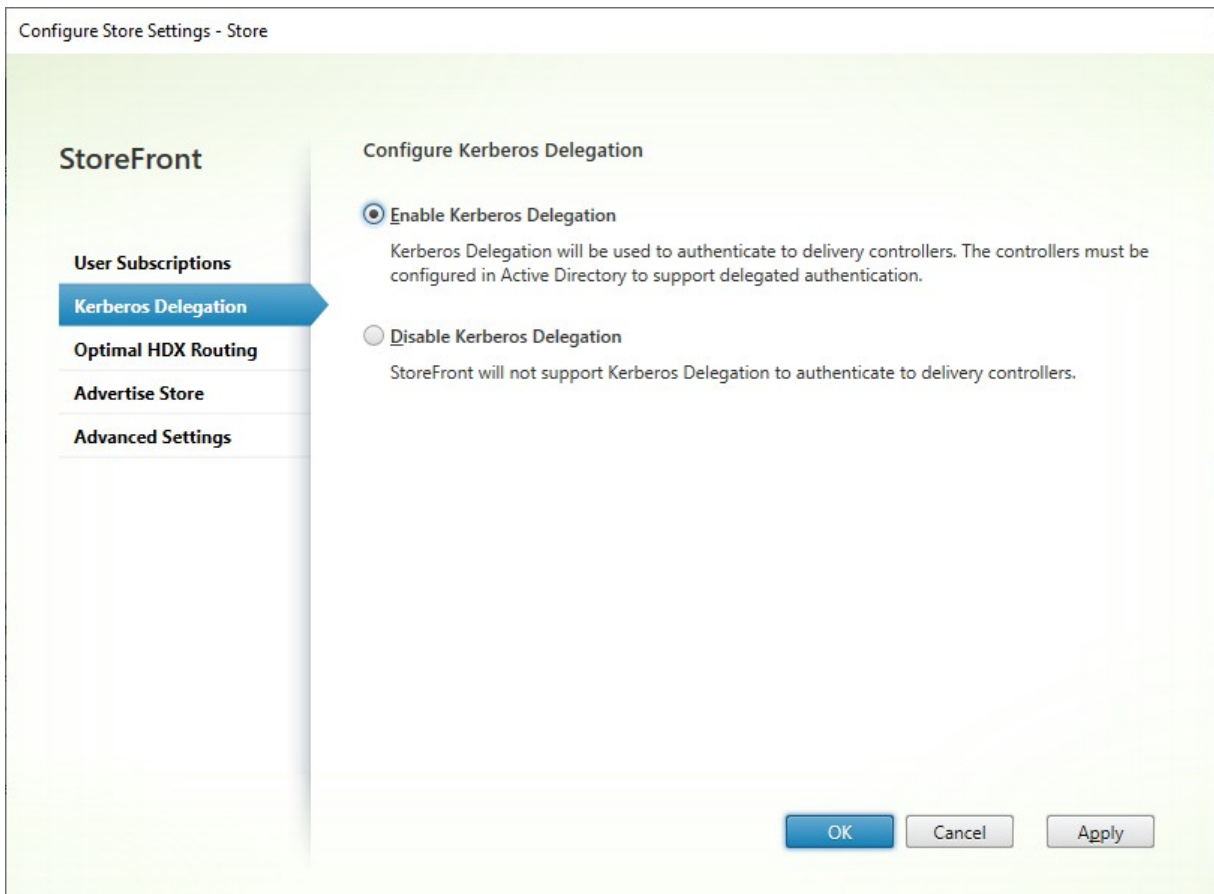 Configure Store Settings - Store
StoreFront
User Subscriptions
Kerberos Delegation
Optimal HDX Routing
Advertise Store
Advanced Settings
Configure Kerberos Delegation
Enable Kerberos Delegation
Kerberos Delegation will be used to authenticate to delivery controllers. The controllers must be
configured in Active Directory to support delegated authentication.
Disable Kerberos Delegation
StoreFront will not support Kerberos Delegation to authenticate to delivery controllers.
OK
Cancel
Apply